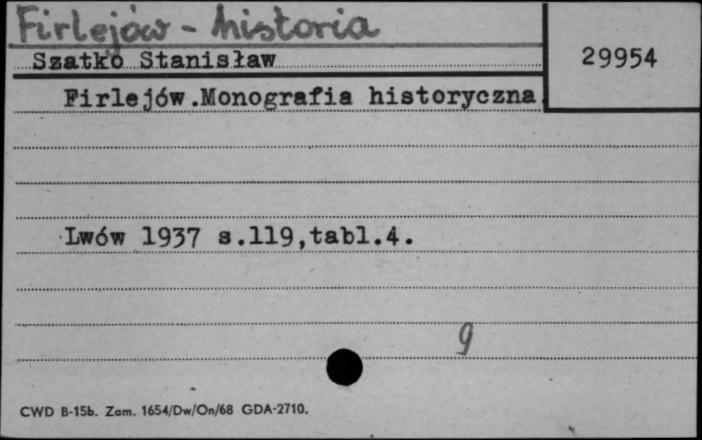 Firlejów - historia
Szatko Stanisław
29954
Firlejów.Monografia historyczna.
Lwów 1937 s.119,tabl.4.
9
CWD B-15b. Zam. 1654/Dw/On/68 GDA-2710.